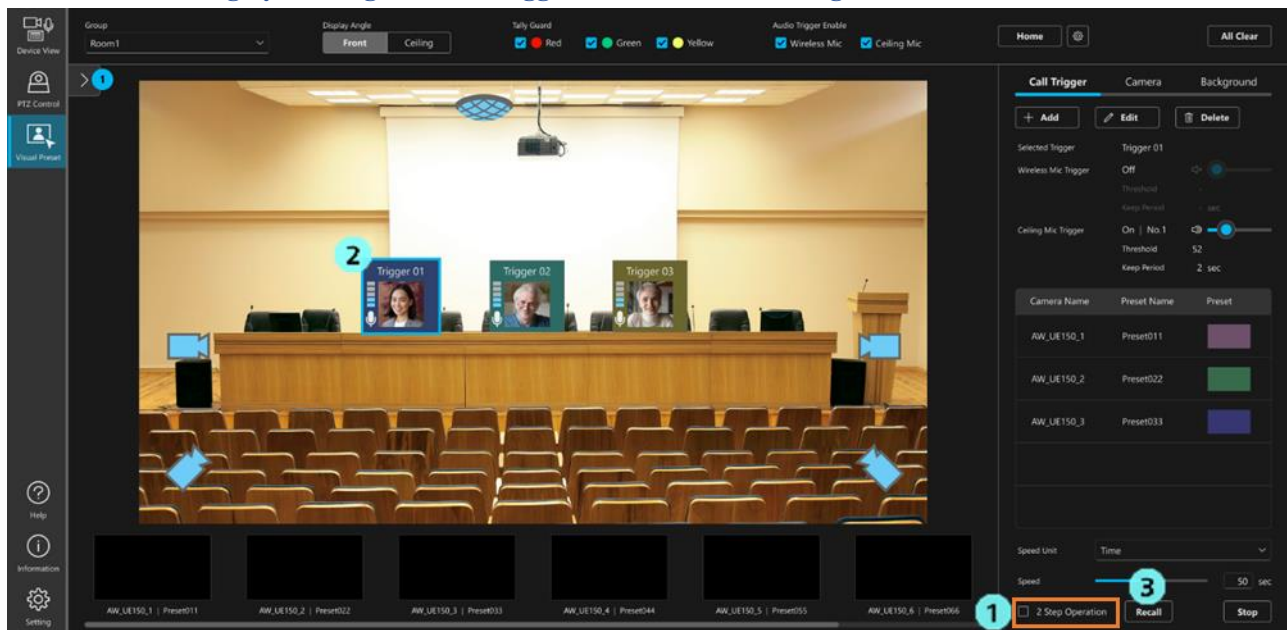 Group
Room1
Display Angle
Front
Ceiling
Tally Guard
Red
Green
Yellow
Audio Trigger Enable
Wireless Mic
Ceiling Mic
Home
All Clear
Device View
PTZ Control
Visual Preset
Help
Information
Setting
1
2
Trigger 01
Trigger 02
Trigger 03
AW_UE150_1 | Preset011
AW_UE150_2 | Preset022
AW_UE150_3 | Preset033
AW_UE150_4 | Preset044
AW_UE150_5 | Preset055
AW_UE150_6 | Preset066
Call Trigger
Camera
Background
+ Add
Edit
Delete
Selected Trigger Trigger 01
Wireless Mic Trigger Off
Threshold -
Keep Period - sec
Ceiling Mic Trigger On | No.1
Threshold 52
Keep Period 2 sec
Camera Name Preset Name Preset
AW_UE150_1 Preset011
AW_UE150_2 Preset022
AW_UE150_3 Preset033
Speed Unit Time
Speed 50 sec
3
1
2 Step Operation
Recall
Stop